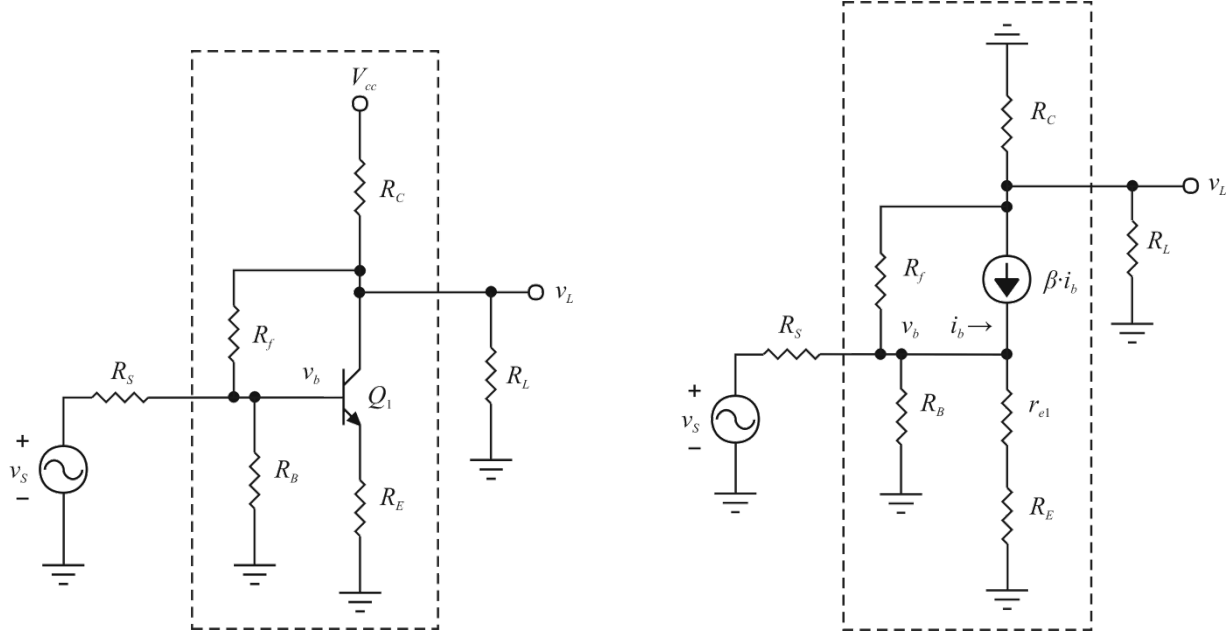 V_cc
R_C
v_L
R_f
R_S
v_b
Q_1
R_L
+
v_S
−
R_B
R_E
R_C
v_L
R_L
R_f
β·i_b
R_S
v_b
i_b→
+
v_S
−
R_B
r_e1
R_E